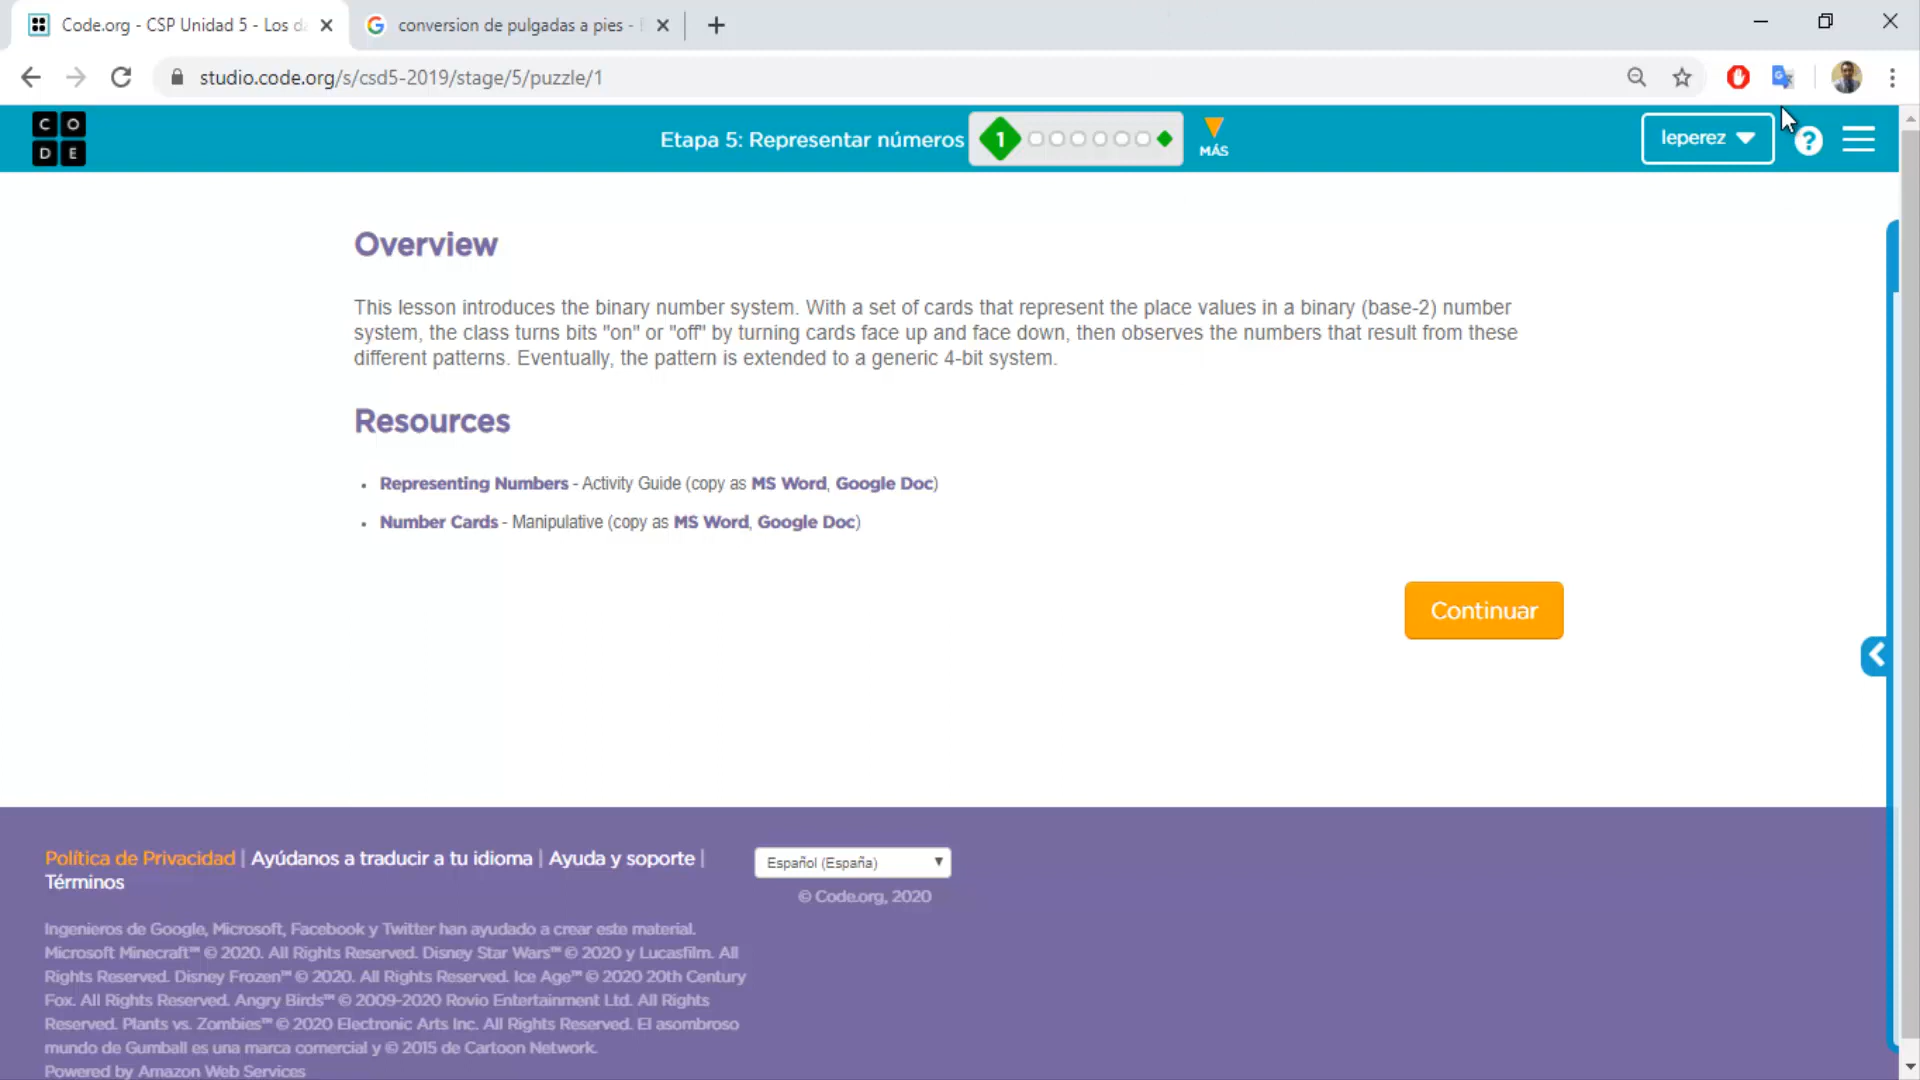 Code.org - CSP Unidad 5 - Los da
conversion de pulgadas a pies -
studio.code.org/s/csd5-2019/stage/5/puzzle/1
C O
D E
Etapa 5: Representar números
1
MÁS
leperez
?
Overview
This lesson introduces the binary number system. With a set of cards that represent the place values in a binary (base-2) number
system, the class turns bits "on" or "off" by turning cards face up and face down, then observes the numbers that result from these
different patterns. Eventually, the pattern is extended to a generic 4-bit system.
Resources
• Representing Numbers - Activity Guide (copy as MS Word, Google Doc)
• Number Cards - Manipulative (copy as MS Word, Google Doc)
Continuar
Política de Privacidad | Ayúdanos a traducir a tu idioma | Ayuda y soporte |
Términos
Español (España)
© Code.org, 2020
Ingenieros de Google, Microsoft, Facebook y Twitter han ayudado a crear este material.
Microsoft Minecraft™ © 2020. All Rights Reserved. Disney Star Wars™ © 2020 y Lucasfilm. All
Rights Reserved. Disney Frozen™ © 2020. All Rights Reserved. Ice Age™ © 2020 20th Century
Fox. All Rights Reserved. Angry Birds™ © 2009-2020 Rovio Entertainment Ltd. All Rights
Reserved. Plants vs. Zombies™ © 2020 Electronic Arts Inc. All Rights Reserved. El asombroso
mundo de Gumball es una marca comercial y © 2015 de Cartoon Network.
Powered by Amazon Web Services